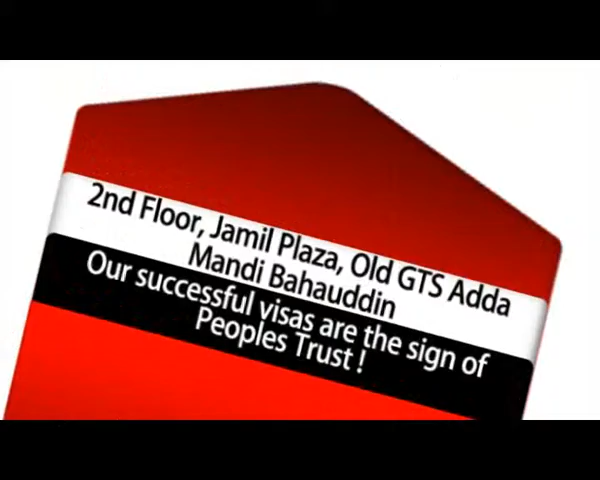 2nd Floor, Jamil Plaza, Old GTS Adda
Mandi Bahauddin
Our successful visas are the sign of
Peoples Trust !